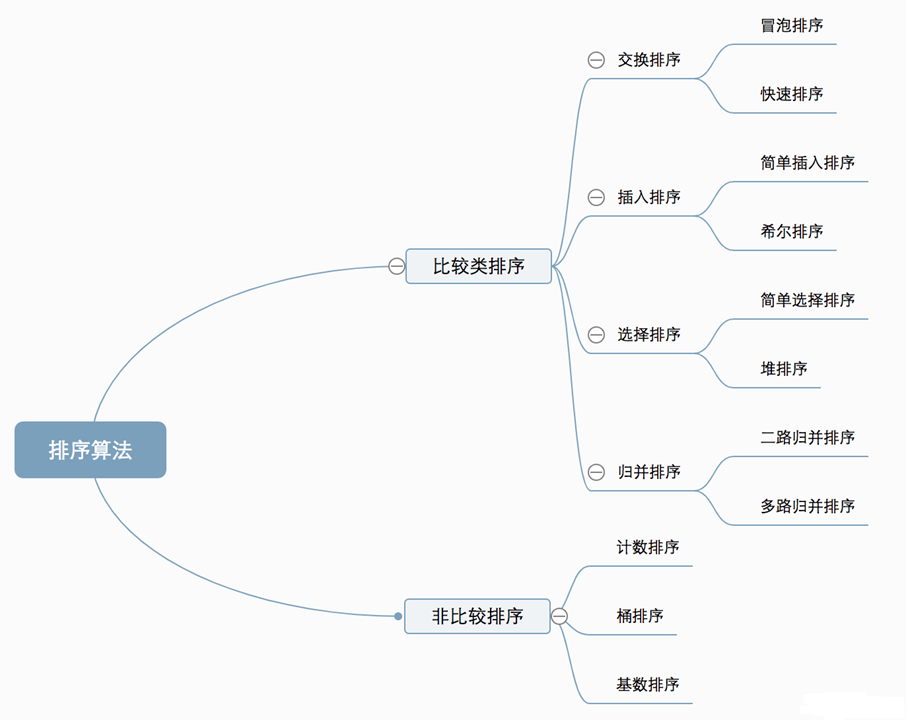 排序算法
比较类排序
交换排序
冒泡排序
快速排序
插入排序
简单插入排序
希尔排序
选择排序
简单选择排序
堆排序
归并排序
二路归并排序
多路归并排序
非比较排序
计数排序
桶排序
基数排序